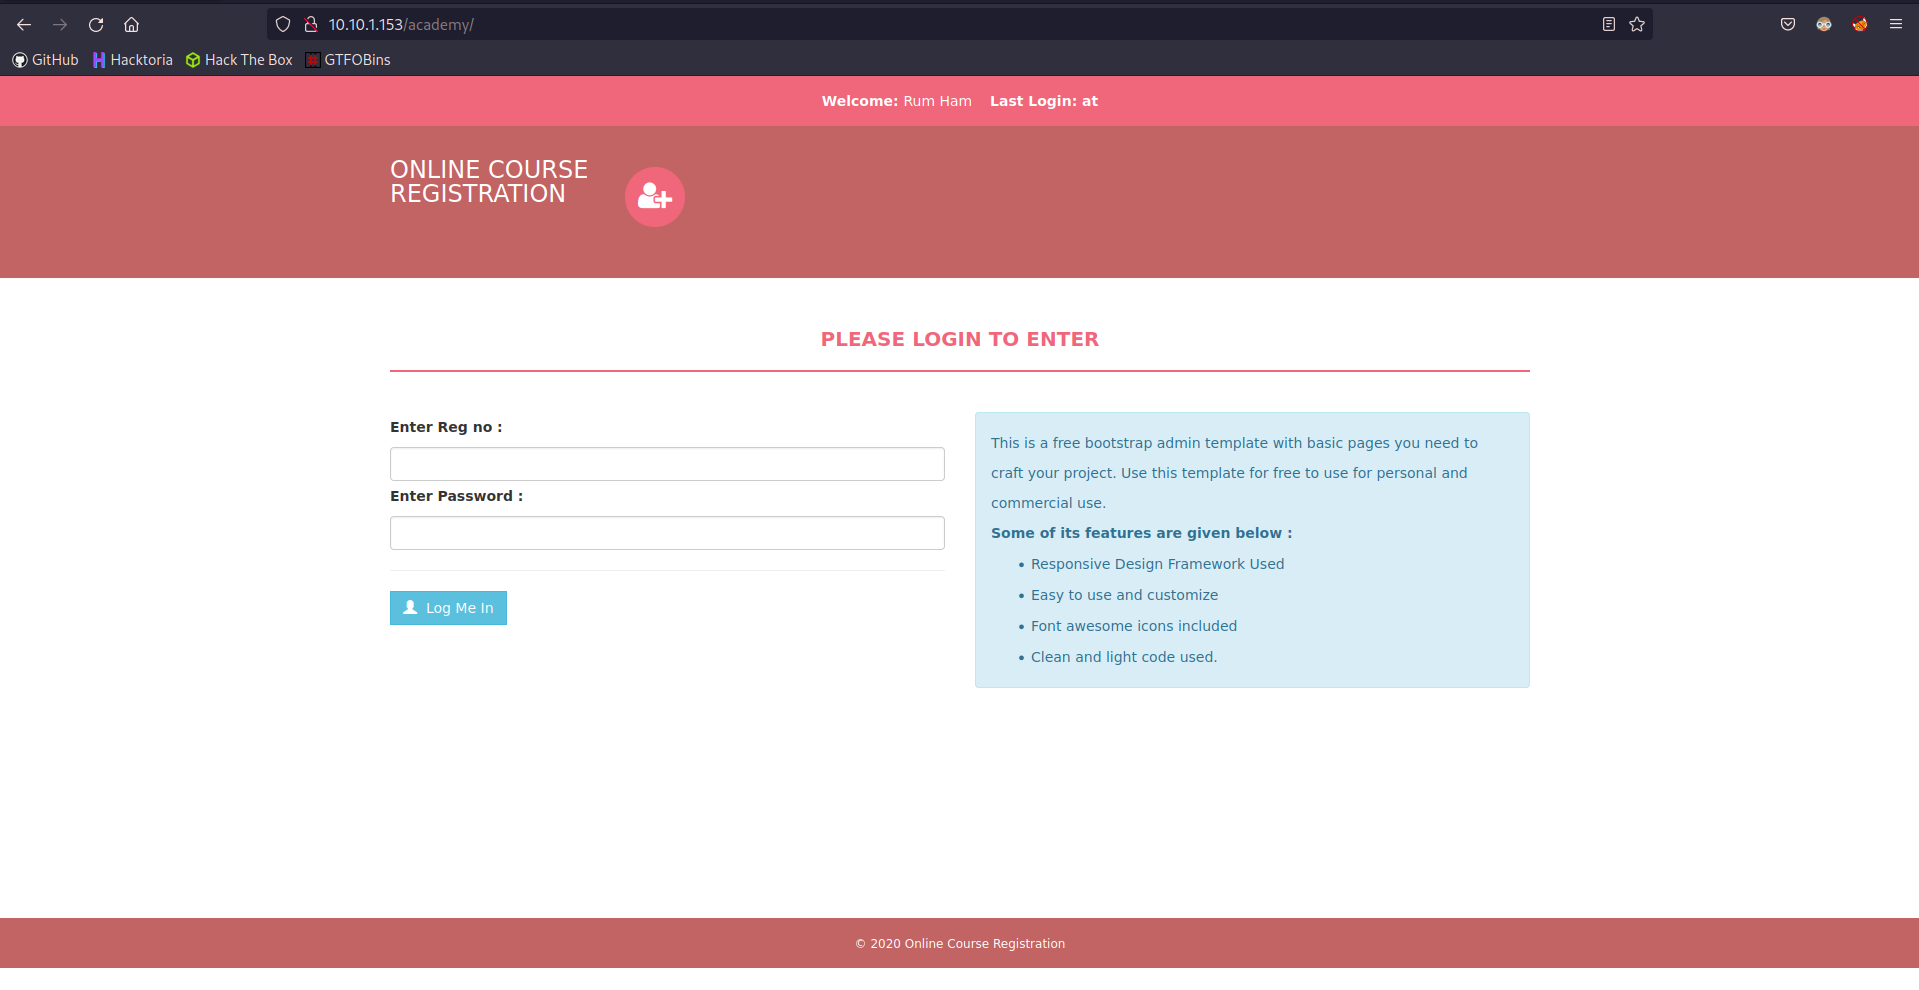 10.10.1.153/academy/
GitHub Hacktoria Hack The Box GTFOBins
Welcome: Rum Ham Last Login: at
ONLINE COURSE
REGISTRATION
PLEASE LOGIN TO ENTER
Enter Reg no :
Enter Password :
Log Me In
This is a free bootstrap admin template with basic pages you need to
craft your project. Use this template for free to use for personal and
commercial use.
Some of its features are given below :
• Responsive Design Framework Used
• Easy to use and customize
• Font awesome icons included
• Clean and light code used.
© 2020 Online Course Registration